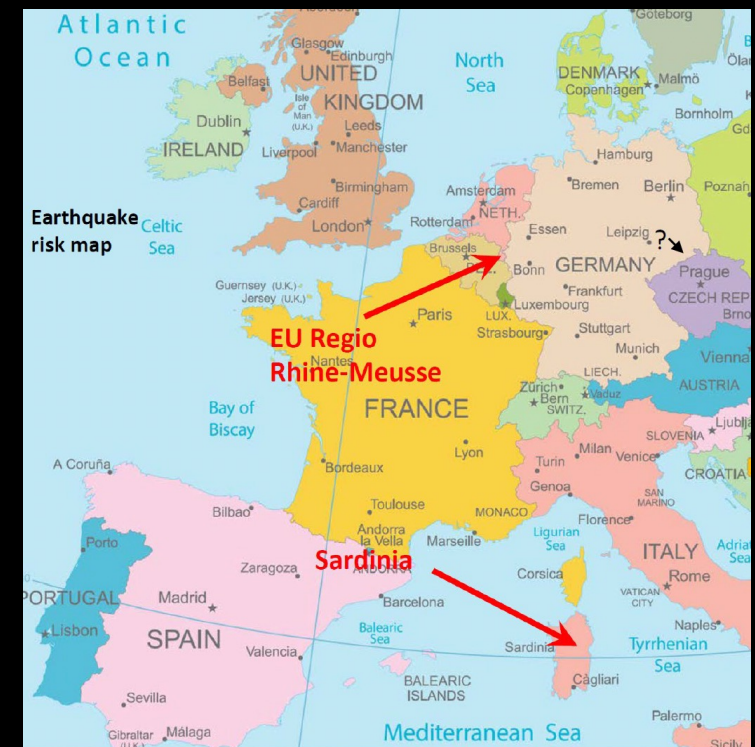 Aberdeen
Göteborg
Atlantic
Ocean
Glasgow
Edinburgh
North
Sea
UNITED
KINGDOM
DENMARK
Copenhagen
Malmö
Belfast
Isle
of
Man
(U.K.)
Bornholm
Dublin
Leeds
IRELAND
Liverpool
Manchester
Hamburg
Birmingham
Amsterdam
Bremen
Berlin
Poznań
Cardiff
NETH.
London
Rotterdam
Essen
Leipzig
?
Earthquake
risk map
Celtic
Sea
Brussels
Bonn
GERMANY
Prague
Guernsey (U.K.)
Jersey (U.K.)
Frankfurt
CZECH REP
Luxembourg
LUX.
Brno
Paris
Strasbourg
Stuttgart
EU Regio
Rhine-Meusse
Nantes
Munich
Vienna
LIECH.
Zürich
Vaduz
AUSTRIA
Bern
SWITZ.
Bay of
Biscay
FRANCE
SLOVENIA
Ljublja
Lyon
Milan
Venice
Turin
CROATIA
A Coruña
Bordeaux
Genoa
SAN
MARINO
Bilbao
Toulouse
MONACO
Florence
Andorra
la Vella
Marseille
Ligurian
Sea
ITALY
Adria
Sea
Porto
Sardinia
ANDORRA
Zaragoza
Corsica
Rome
PORTUGAL
Madrid
Barcelona
VATICAN
CITY
Lisbon
SPAIN
Balearic
Sea
Naples
Valencia
Sardinia
Tyrrhenian
Sea
BALEARIC
ISLANDS
Càgliari
Sevilla
Palermo
Gibraltar
(U.K.)
Málaga
Mediterranean Sea
Sicily